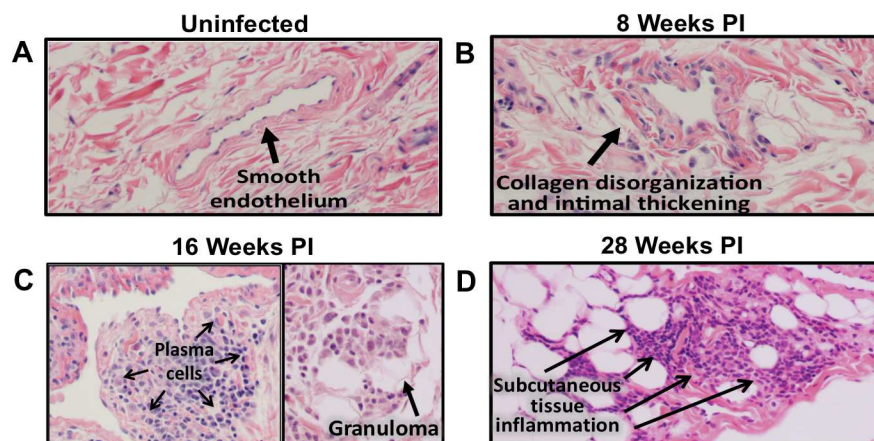 Uninfected
8 Weeks PI
A
B
Smooth
endothelium
Collagen disorganization
and intimal thickening
16 Weeks PI
28 Weeks PI
C
D
Plasma
cells
Granuloma
Subcutaneous
tissue
inflammation